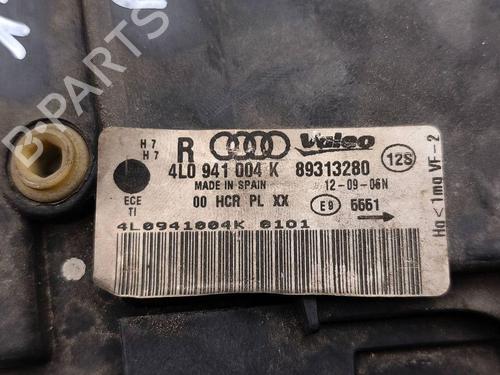 B-PARTS
H7 R Valeo
H7 4L0 941 004 K 89313280 12S
MADE IN SPAIN 12-09-06N
ECE 00 HCR PL XX E9 5551
TI
4L0941004K 0101
Hg < 1mg VF-2